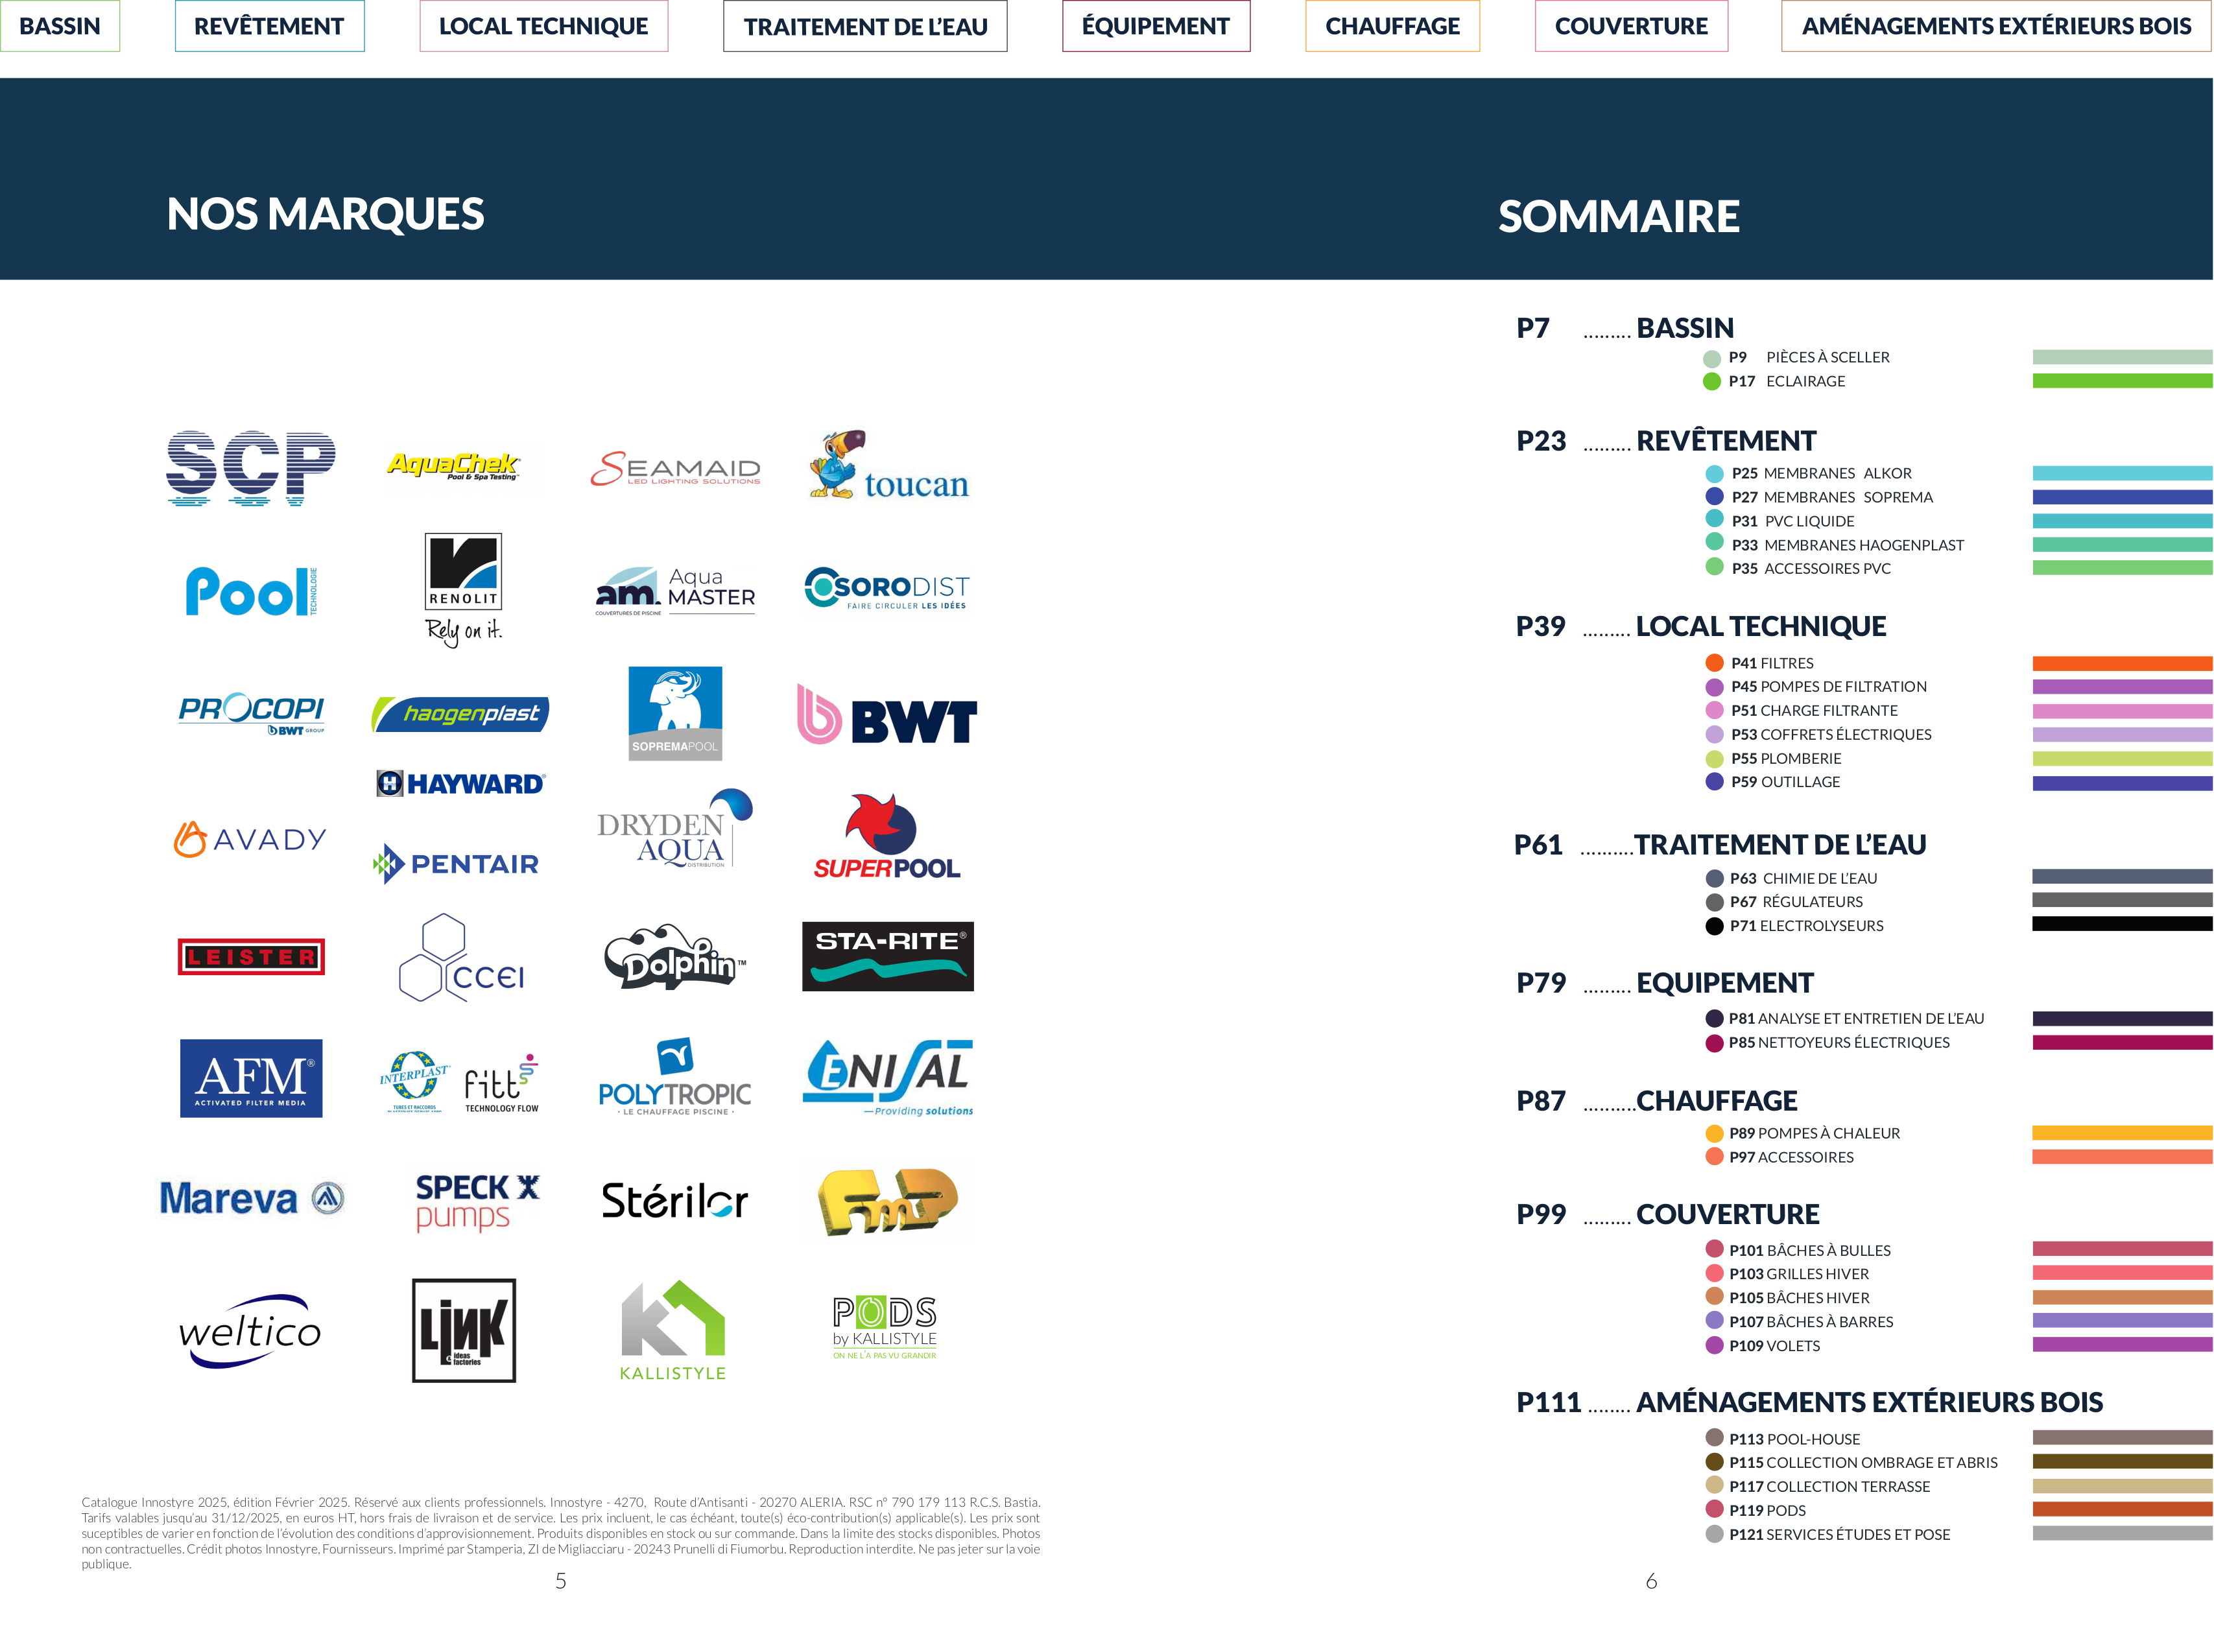 BASSIN
REVÊTEMENT
LOCAL TECHNIQUE
TRAITEMENT DE L'EAU
ÉQUIPEMENT
CHAUFFAGE
COUVERTURE
AMÉNAGEMENTS EXTÉRIEURS BOIS
NOS MARQUES
SCP
AquaChek
Pool & Spa Testing
SEAMAID
LED LIGHTING SOLUTIONS
toucan
Pool TECHNOLOGIE
RENOLIT
Rely on it.
am. Aqua MASTER
COUVERTURES DE PISCINE
SORODIST
FAIRE CIRCULER LES IDÉES
PROCOPI
BWT GROUP
haogenplast
SOPREMAPOOL
BWT
HAYWARD
AVADY
PENTAIR
DRYDEN
AQUA
DISTRIBUTION
SUPERPOOL
LEISTER
CCEI
Dolphin™
STA-RITE®
AFM®
ACTIVATED FILTER MEDIA
INTERPLAST
TUBES ET RACCORDS
fitt
TECHNOLOGY FLOW
POLYTROPIC
- LE CHAUFFAGE PISCINE -
ENISAL
—Providing solutions
Mareva
SPECK
pumps
Stérilor
FmP
weltico
LiNK
ideas
& factories
KALLISTYLE
PODS
by KALLISTYLE
ON NE L'A PAS VU GRANDIR
Catalogue Innostyre 2025, édition Février 2025. Réservé aux clients professionnels. Innostyre - 4270, Route d'Antisanti - 20270 ALERIA. RSC n° 790 179 113 R.C.S. Bastia.
Tarifs valables jusqu'au 31/12/2025, en euros HT, hors frais de livraison et de service. Les prix incluent, le cas échéant, toute(s) éco-contribution(s) applicable(s). Les prix sont
suceptibles de varier en fonction de l'évolution des conditions d'approvisionnement. Produits disponibles en stock ou sur commande. Dans la limite des stocks disponibles. Photos
non contractuelles. Crédit photos Innostyre, Fournisseurs. Imprimé par Stamperia, ZI de Migliacciaru - 20243 Prunelli di Fiumorbu. Reproduction interdite. Ne pas jeter sur la voie
publique.
5
SOMMAIRE
P7 ......... BASSIN
P9 PIÈCES À SCELLER
P17 ECLAIRAGE
P23 ......... REVÊTEMENT
P25 MEMBRANES ALKOR
P27 MEMBRANES SOPREMA
P31 PVC LIQUIDE
P33 MEMBRANES HAOGENPLAST
P35 ACCESSOIRES PVC
P39 ......... LOCAL TECHNIQUE
P41 FILTRES
P45 POMPES DE FILTRATION
P51 CHARGE FILTRANTE
P53 COFFRETS ÉLECTRIQUES
P55 PLOMBERIE
P59 OUTILLAGE
P61 ..........TRAITEMENT DE L'EAU
P63 CHIMIE DE L'EAU
P67 RÉGULATEURS
P71 ELECTROLYSEURS
P79 ......... EQUIPEMENT
P81 ANALYSE ET ENTRETIEN DE L'EAU
P85 NETTOYEURS ÉLECTRIQUES
P87 ..........CHAUFFAGE
P89 POMPES À CHALEUR
P97 ACCESSOIRES
P99 ......... COUVERTURE
P101 BÂCHES À BULLES
P103 GRILLES HIVER
P105 BÂCHES HIVER
P107 BÂCHES À BARRES
P109 VOLETS
P111 ........ AMÉNAGEMENTS EXTÉRIEURS BOIS
P113 POOL-HOUSE
P115 COLLECTION OMBRAGE ET ABRIS
P117 COLLECTION TERRASSE
P119 PODS
P121 SERVICES ÉTUDES ET POSE
6